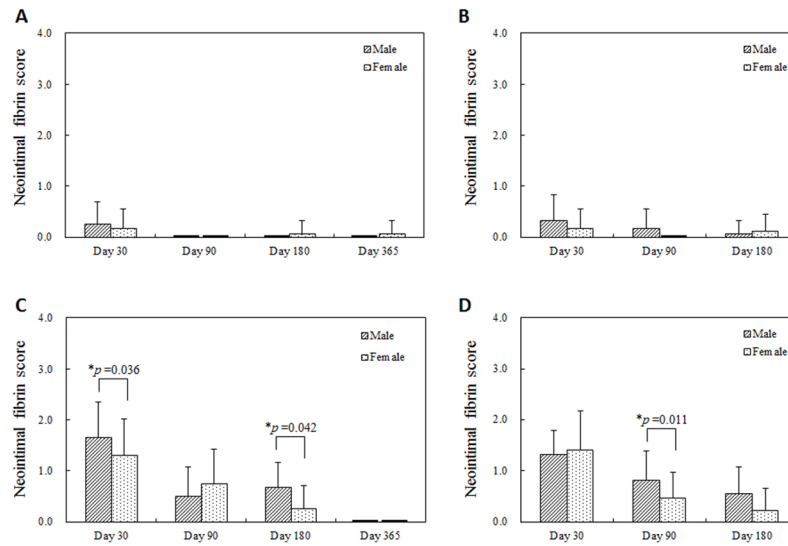 A
Neointimal fibrin score
4.0
3.0
2.0
1.0
0.0
Male
Fem ale
Day 30 Day 90 Day 180 Day 365
B
Neointimal fibrin score
4.0
3.0
2.0
1.0
0.0
Male
Fem ale
Day 30 Day 90 Day 180
C
Neointimal fibrin score
4.0
3.0
2.0
1.0
0.0
Male
Fem ale
*p=0.036
*p=0.042
Day 30 Day 90 Day 180 Day 365
D
Neointimal fibrin score
4.0
3.0
2.0
1.0
0.0
Male
Fem ale
*p=0.011
Day 30 Day 90 Day 180